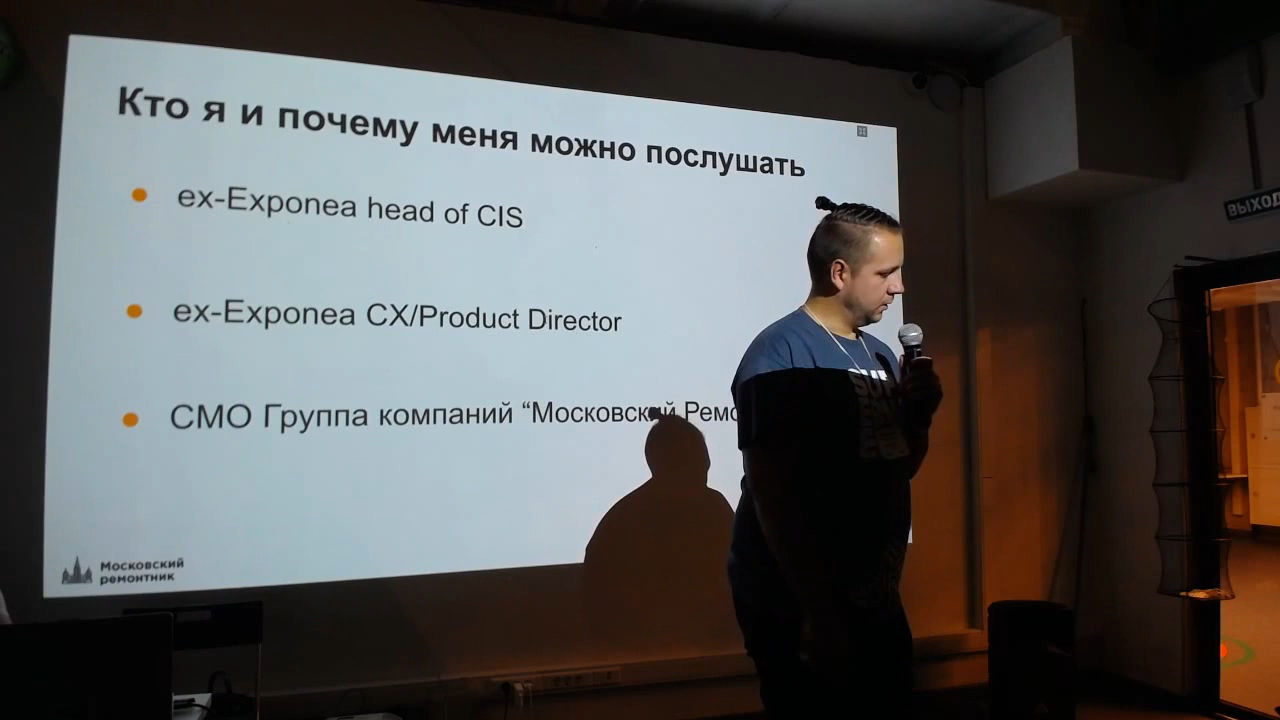 Кто я и почему меня можно послушать
ex-Exponea head of CIS
ex-Exponea CX/Product Director
CMO Группа компаний “Московский
Московский
ремонтник
ВЫХОД